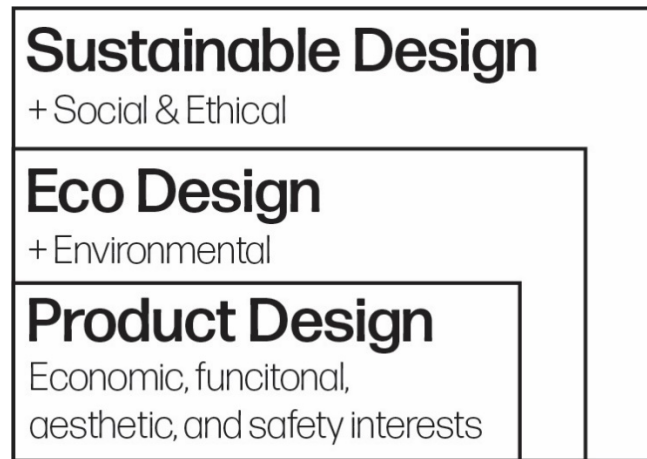 Sustainable Design
+ Social & Ethical
Eco Design
+ Environmental
Product Design
Economic, funcitonal,
aesthetic, and safety interests